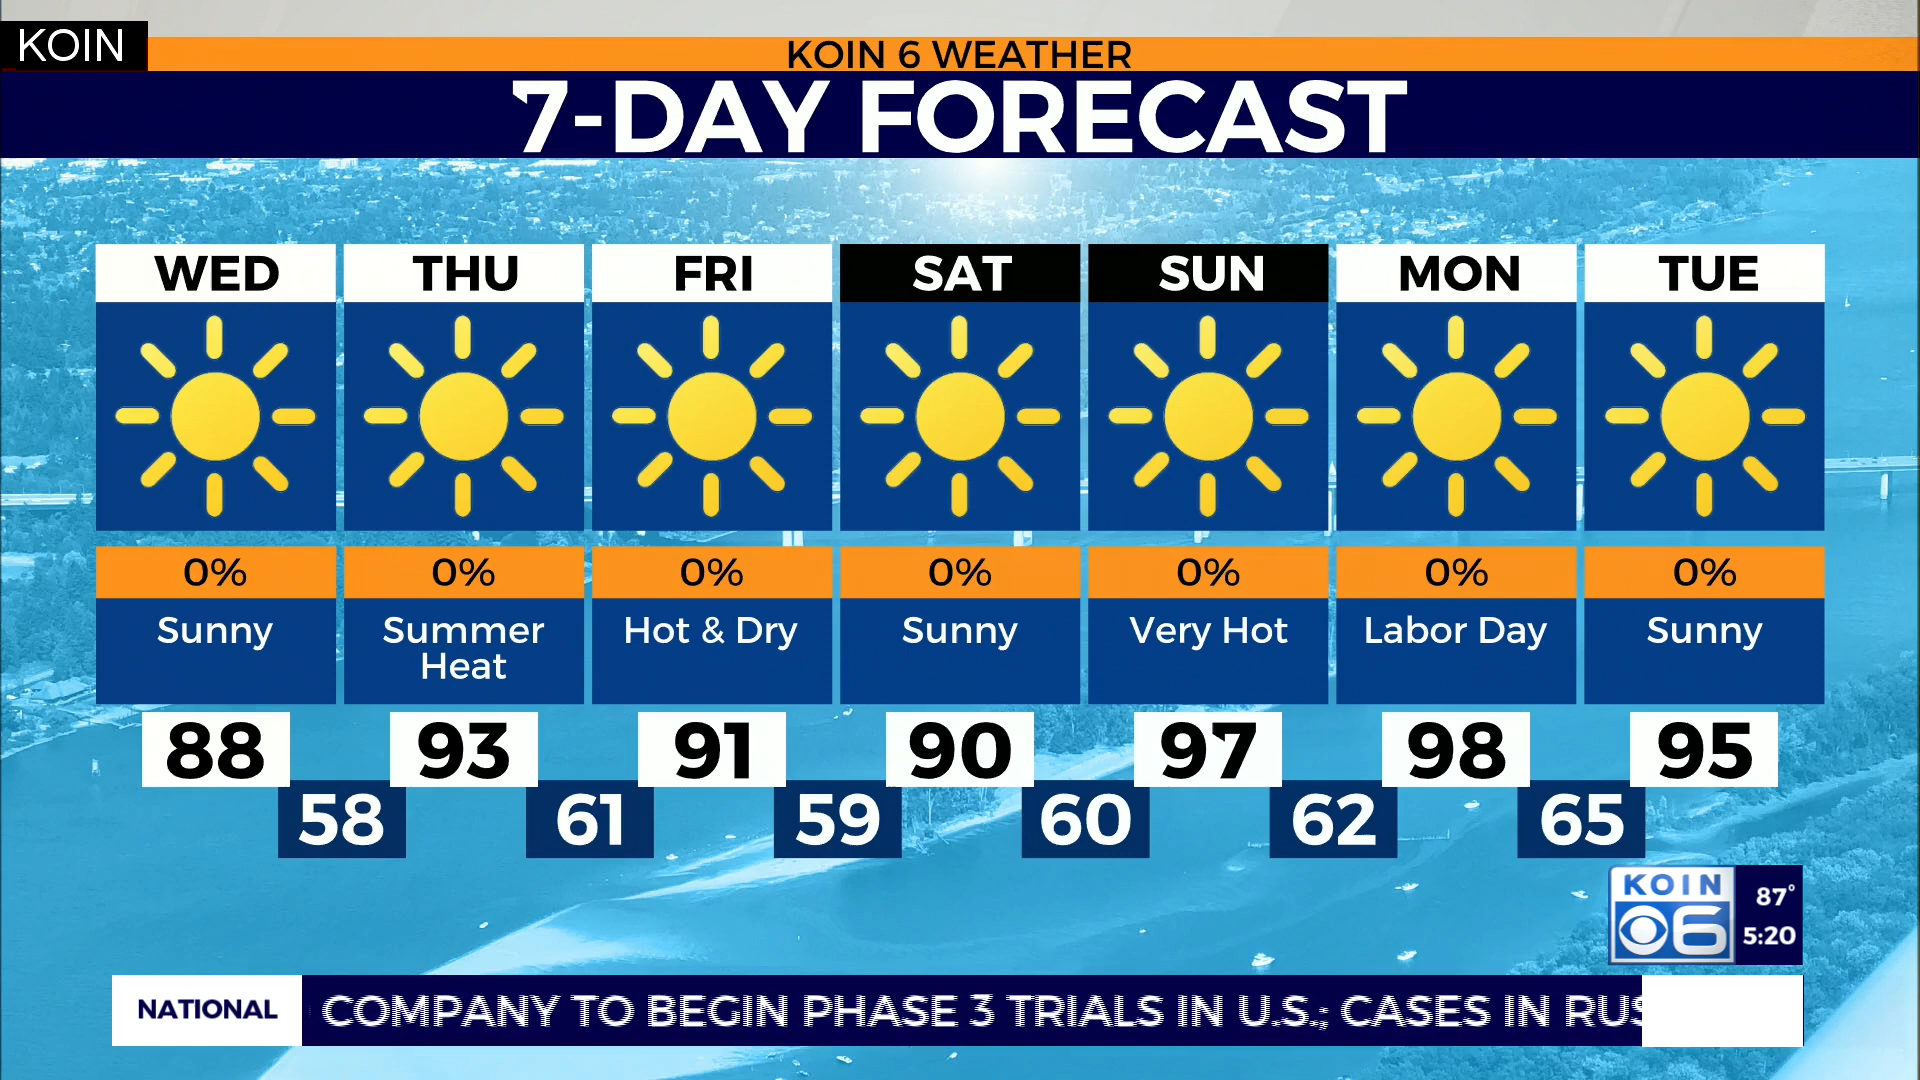 KOIN
KOIN 6 WEATHER
7-DAY FORECAST
WED THU FRI SAT SUN MON TUE
0% 0% 0% 0% 0% 0% 0%
Sunny Summer Heat Hot & Dry Sunny Very Hot Labor Day Sunny
88 93 91 90 97 98 95
58 61 59 60 62 65
KOIN 6
87°
5:20
NATIONAL COMPANY TO BEGIN PHASE 3 TRIALS IN U.S.; CASES IN RUS